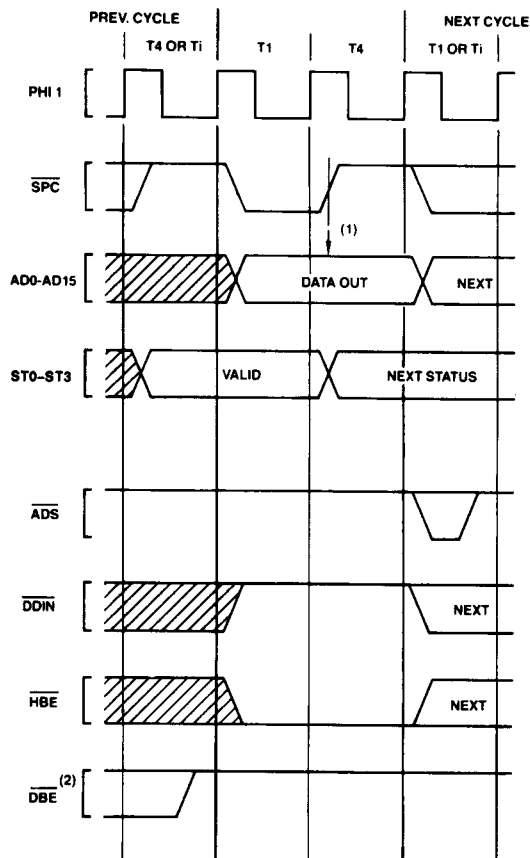 PREV. CYCLE
NEXT CYCLE
T4 OR Ti
T1
T4
T1 OR Ti
PHI 1
SPC
(1)
AD0-AD15
DATA OUT
NEXT
ST0–ST3
VALID
NEXT STATUS
ADS
DDIN
NEXT
HBE
NEXT
DBE (2)